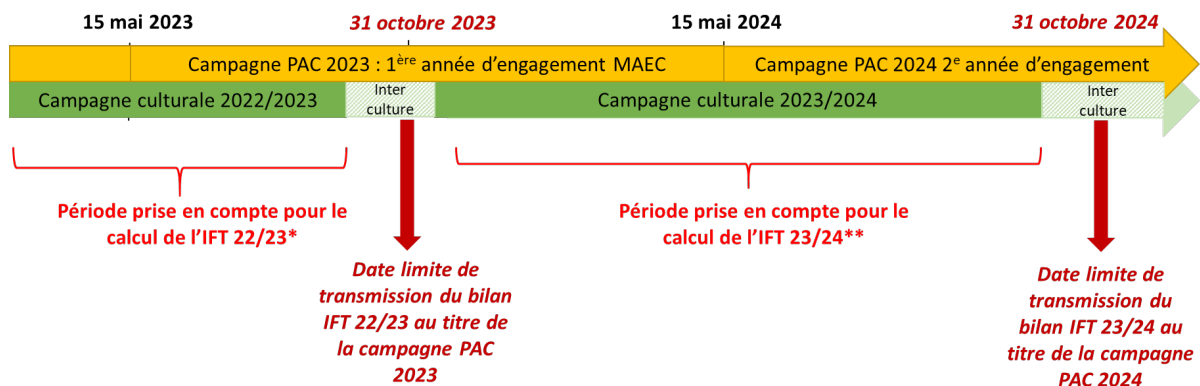 15 mai 2023
31 octobre 2023
15 mai 2024
31 octobre 2024
Campagne PAC 2023 : 1ère année d’engagement MAEC
Campagne PAC 2024 2e année d’engagement
Campagne culturale 2022/2023
Inter
culture
Campagne culturale 2023/2024
Inter
culture
Période prise en compte pour le
calcul de l’IFT 22/23*
Période prise en compte pour le
calcul de l’IFT 23/24**
Date limite de
transmission du bilan
IFT 22/23 au titre de
la campagne PAC
2023
Date limite de
transmission du
bilan IFT 23/24 au
titre de la campagne
PAC 2024